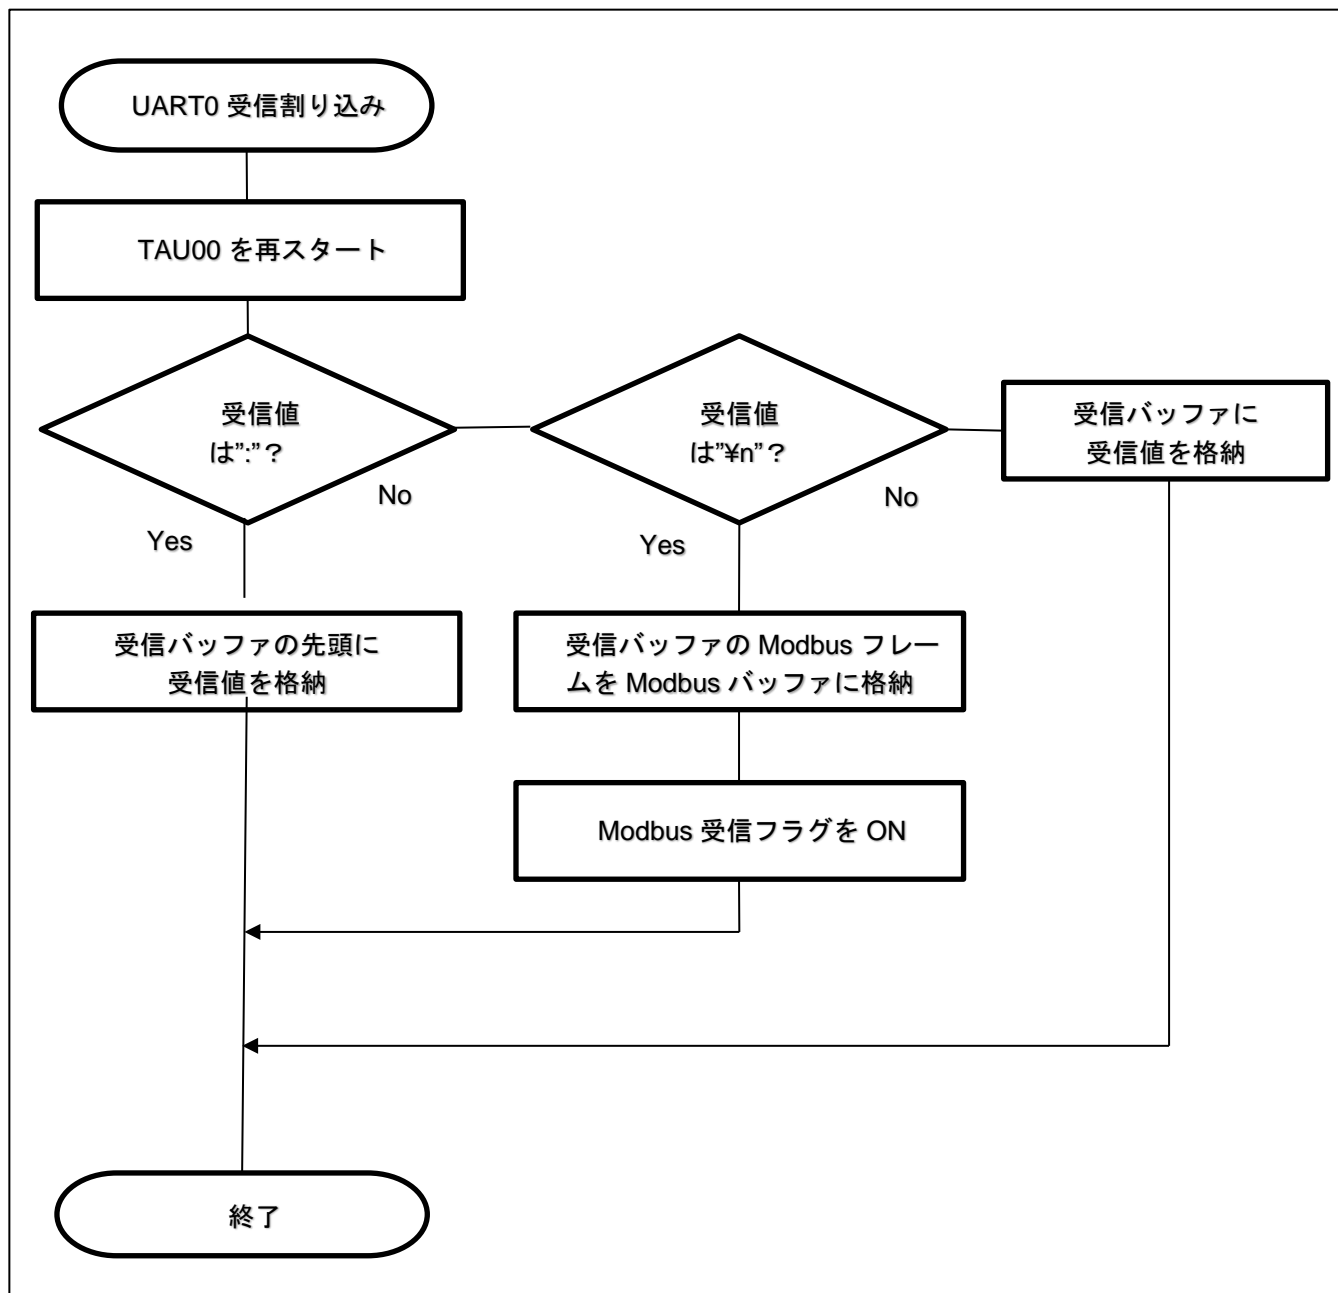 UART0 受信割り込み
TAU00 を再スタート
受信値
は”:”？
No
Yes
受信値
は”¥n”？
No
Yes
受信バッファに
受信値を格納
受信バッファの先頭に
受信値を格納
受信バッファの Modbus フレー
ムを Modbus バッファに格納
Modbus 受信フラグを ON
終了